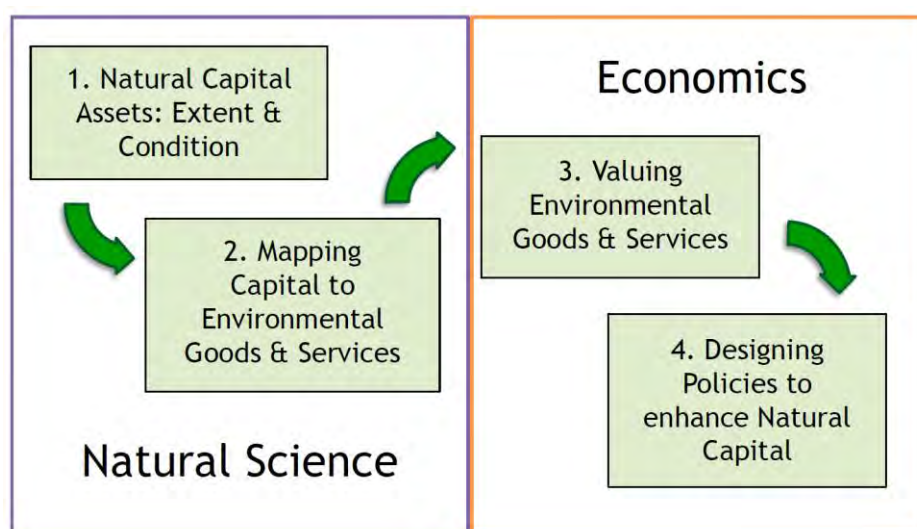 1. Natural Capital
Assets: Extent &
Condition
2. Mapping
Capital to
Environmental
Goods & Services
Natural Science
Economics
3. Valuing
Environmental
Goods & Services
4. Designing
Policies to
enhance Natural
Capital